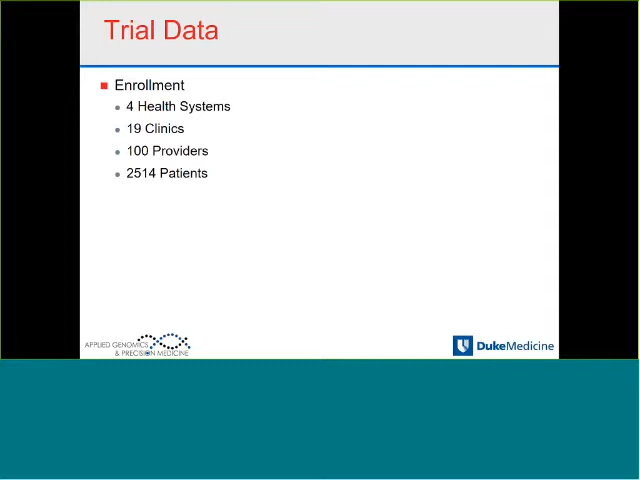 Trial Data
Enrollment
4 Health Systems
19 Clinics
100 Providers
2514 Patients
APPLIED GENOMICS
& PRECISION MEDICINE
DukeMedicine